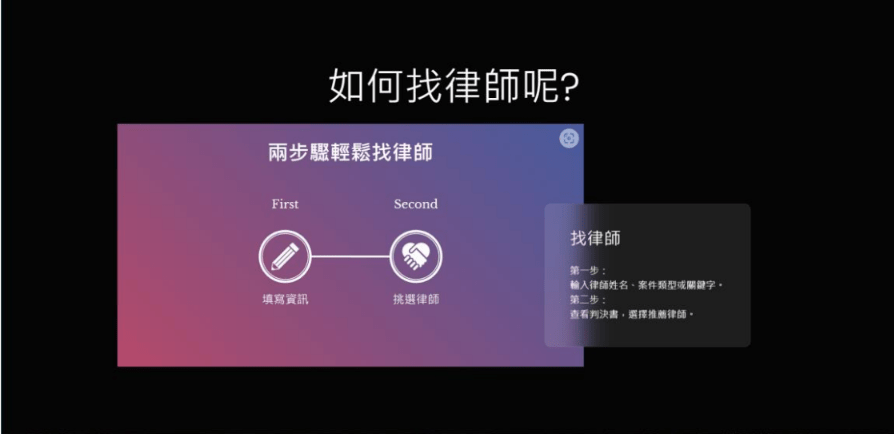 如何找律師呢?
兩步驟輕鬆找律師
First
Second
填寫資訊
挑選律師
找律師
第一步：
輸入律師姓名、案件類型或關鍵字。
第二步：
查看判決書，選擇推薦律師。